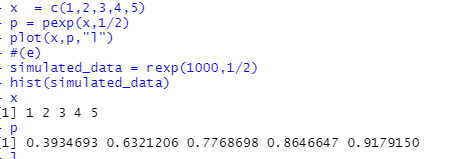 x  = c(1,2,3,4,5)
p = pexp(x,1/2)
plot(x,p,"l")
#(e)
simulated_data = rexp(1000,1/2)
hist(simulated_data)
x
1] 1 2 3 4 5
p
1] 0.3934693 0.6321206 0.7768698 0.8646647 0.9179150